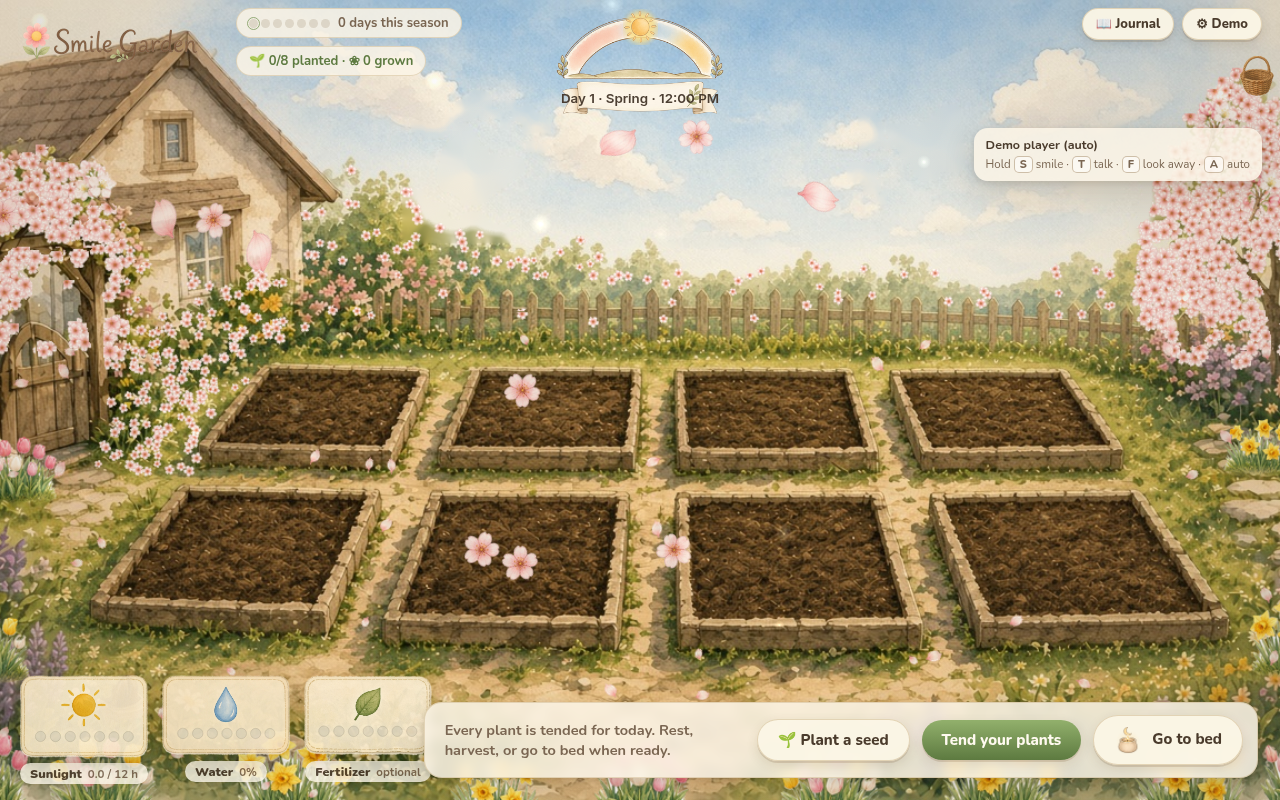 Smile Garden
0 days this season
0/8 planted · 0 grown
Day 1 · Spring · 12:00 PM
Journal
Demo
Demo player (auto)
Hold S smile · T talk · F look away · A auto
Sunlight 0.0 / 12 h
Water 0%
Fertilizer optional
Every plant is tended for today. Rest,
harvest, or go to bed when ready.
Plant a seed
Tend your plants
Go to bed